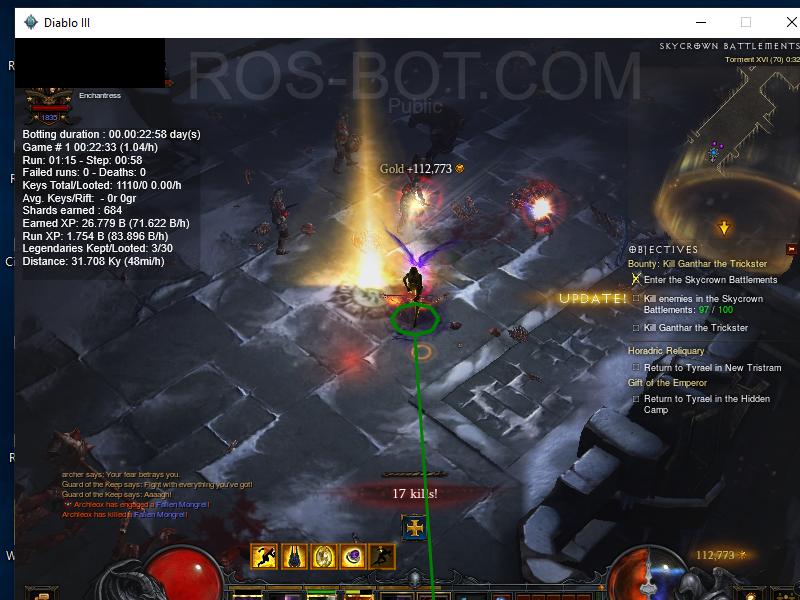 Diablo III
SKYCROWN BATTLEMENTS
Torment XVI (70) 0:32
ROS-BOT.COM
Public
Enchantress
1835
Botting duration : 00.00:22:58 day(s)
Game # 1 00:22:33 (1.04/h)
Run: 01:15 - Step: 00:58
Failed runs: 0 - Deaths: 0
Keys Total/Looted: 1110/0 0.00/h
Avg. Keys/Rift: - 0r 0gr
Shards earned : 684
Earned XP: 26.779 B (71.622 B/h)
Run XP: 1.754 B (83.896 B/h)
Legendaries Kept/Looted: 3/30
Distance: 31.708 Ky (48mi/h)
Gold +112,773
OBJECTIVES
Bounty: Kill Ganthar the Trickster
Enter the Skycrown Battlements
UPDATE!
Kill enemies in the Skycrown
Battlements: 97 / 100
Kill Ganthar the Trickster
Horadric Reliquary
Return to Tyrael in New Tristram
Gift of the Emperor
Return to Tyrael in the Hidden
Camp
archer says: Your fear betrays you.
Guard of the Keep says: Fight with everything you've got!
Guard of the Keep says: Aaaagh!
Archleox has engaged a Fallen Mongrel!
Archleox has killed a Fallen Mongrel!
17 kills!
112,773